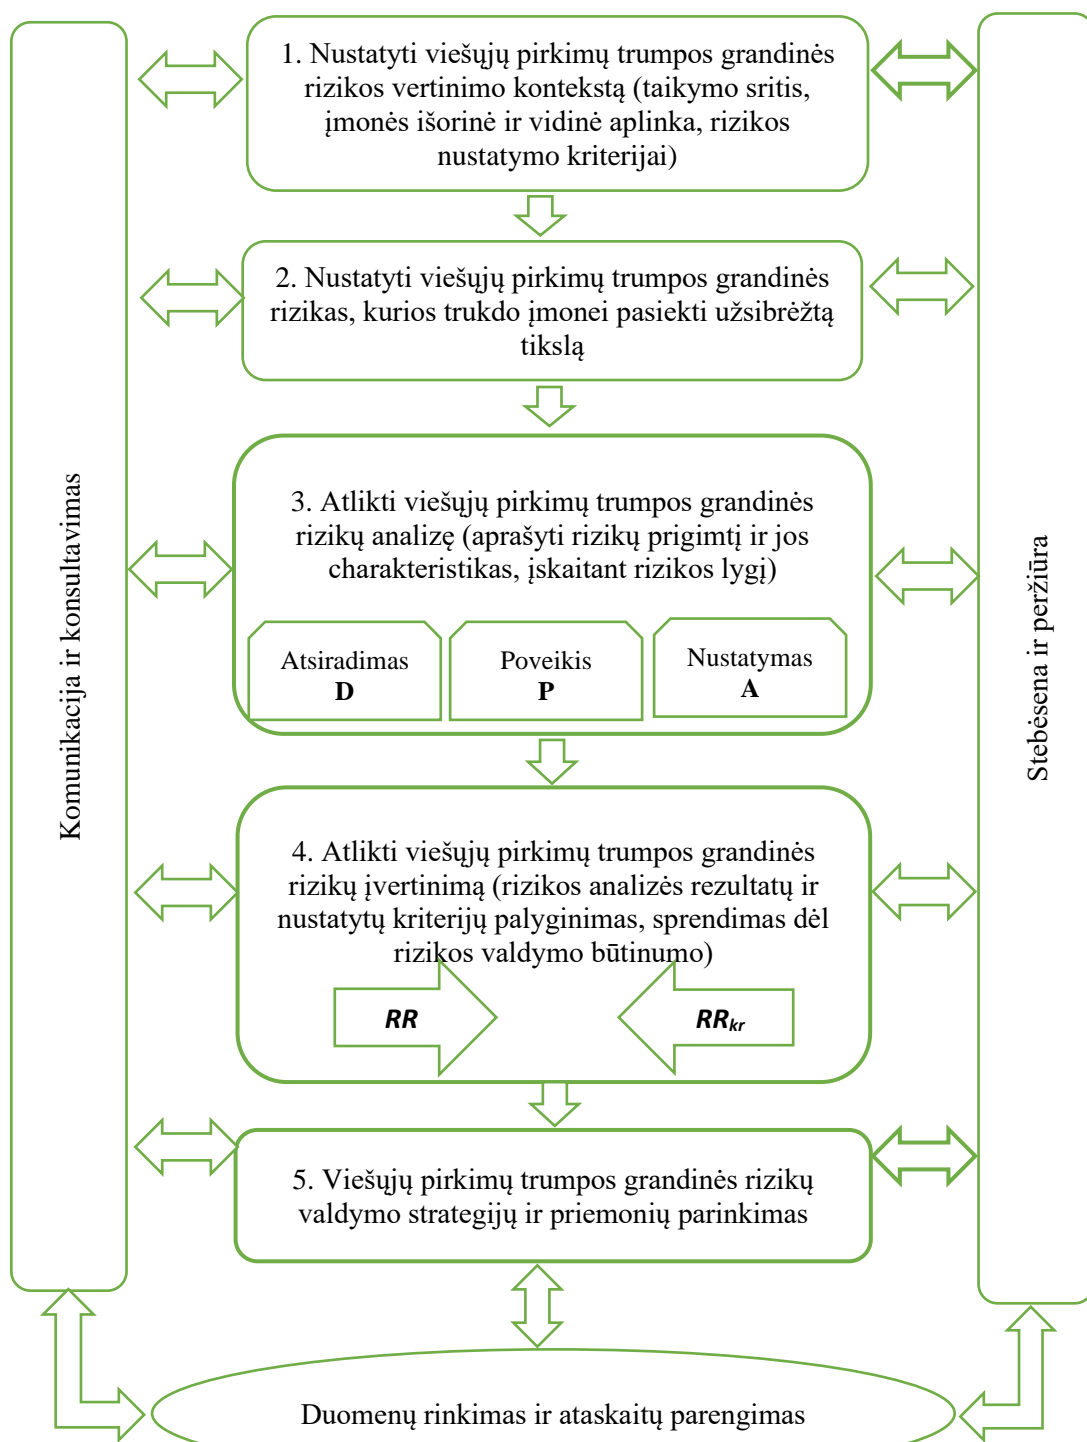 1. Nustatyti viešųjų pirkimų trumpos grandinės
rizikos vertinimo kontekstą (taikymo sritis,
įmonės išorinė ir vidinė aplinka, rizikos
nustatymo kriterijai)
2. Nustatyti viešųjų pirkimų trumpos grandinės
rizikas, kurios trukdo įmonei pasiekti užsibrėžtą
tikslą
3. Atlikti viešųjų pirkimų trumpos grandinės
rizikų analizę (aprašyti rizikų prigimtį ir jos
charakteristikas, įskaitant rizikos lygį)
Atsiradimas
D
Poveikis
P
Nustatymas
A
4. Atlikti viešųjų pirkimų trumpos grandinės
rizikų įvertinimą (rizikos analizės rezultatų ir
nustatytų kriterijų palyginimas, sprendimas dėl
rizikos valdymo būtinumo)
RR
RRkr
5. Viešųjų pirkimų trumpos grandinės rizikų
valdymo strategijų ir priemonių parinkimas
Duomenų rinkimas ir ataskaitų parengimas
Komunikacija ir konsultavimas
Stebėsena ir peržiūra